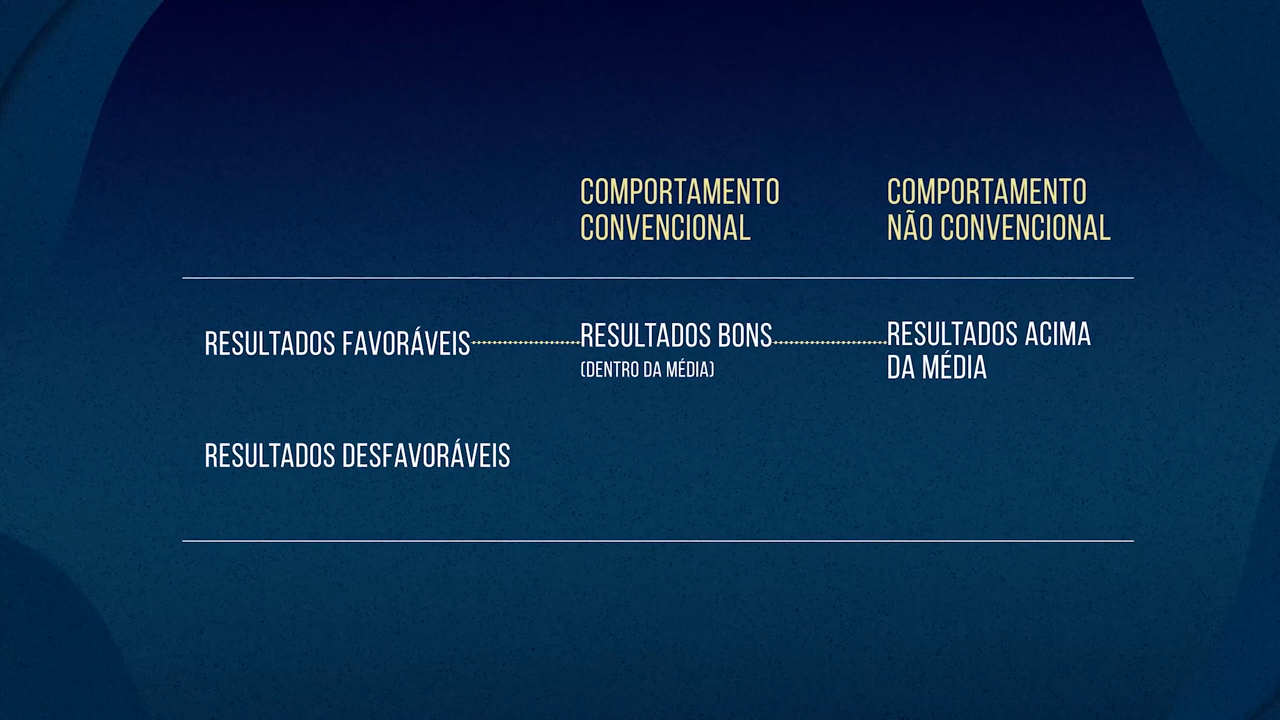 COMPORTAMENTO
CONVENCIONAL
COMPORTAMENTO
NÃO CONVENCIONAL
RESULTADOS FAVORÁVEIS
RESULTADOS BONS
(DENTRO DA MÉDIA)
RESULTADOS ACIMA
DA MÉDIA
RESULTADOS DESFAVORÁVEIS